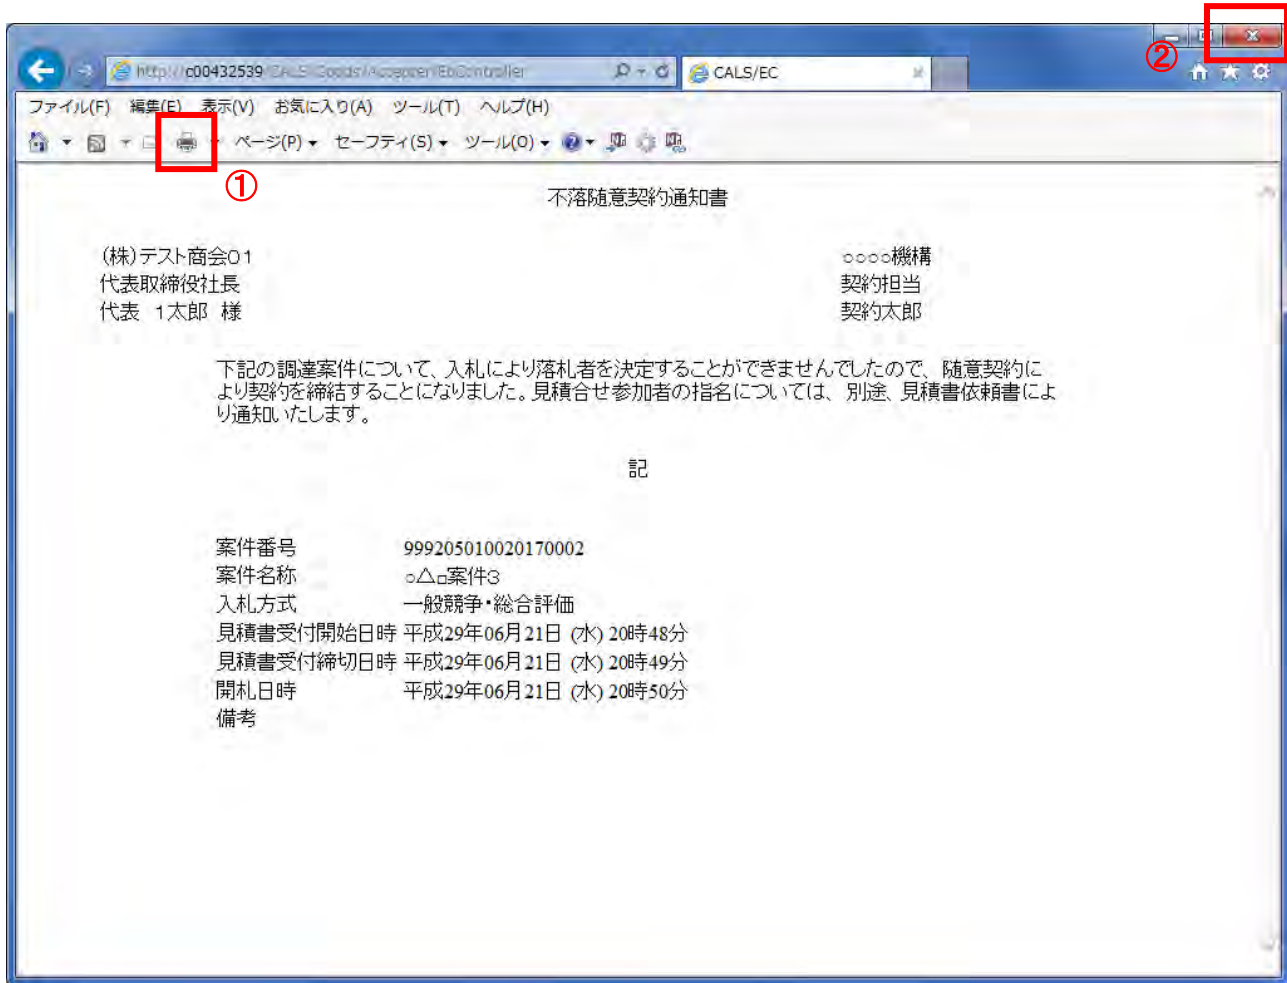 ②
http://c00432539/CALS/Goods/Accepter/EbController
CALS/EC
ファイル(F) 編集(E) 表示(V) お気に入り(A) ツール(T) ヘルプ(H)
ページ(P) セーフティ(S) ツール(O)
①
不落随意契約通知書
(株)テスト商会01
○○○○機構
代表取締役社長
契約担当
代表 1太郎 様
契約太郎
下記の調達案件について、入札により落札者を決定することができませんでしたので、随意契約に
より契約を締結することになりました。見積合せ参加者の指名については、別途、見積書依頼書によ
り通知いたします。
記
案件番号 999205010020170002
案件名称 ○△□案件3
入札方式 一般競争・総合評価
見積書受付開始日時 平成29年06月21日 (水) 20時48分
見積書受付締切日時 平成29年06月21日 (水) 20時49分
開札日時 平成29年06月21日 (水) 20時50分
備考